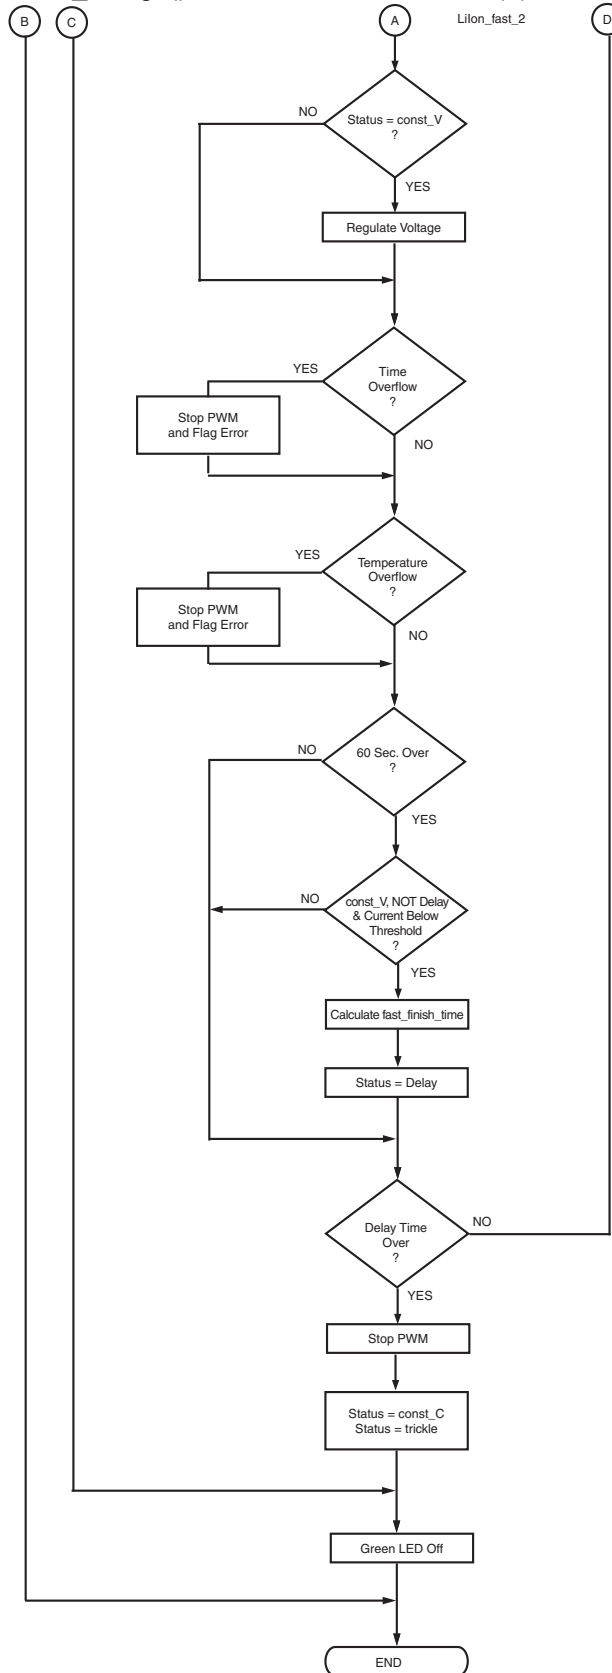 B
C
A
LiIon_fast_2
D
Status = const_V
?
NO
YES
Regulate Voltage
Time
Overflow
?
YES
Stop PWM
and Flag Error
NO
Temperature
Overflow
?
YES
Stop PWM
and Flag Error
NO
60 Sec. Over
?
NO
YES
const_V, NOT Delay
& Current Below
Threshold
?
NO
YES
Calculate fast_finish_time
Status = Delay
Delay Time
Over
?
NO
YES
Stop PWM
Status = const_C
Status = trickle
Green LED Off
END